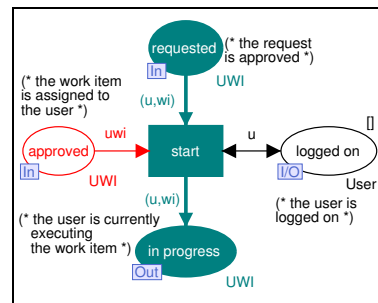 requested
In
(* the request
is approved *)
UWI
(* the work item
is assigned to
the user *)
(u,wi)
uwi
u
[]
approved
start
logged on
In
UWI
I/O
User
(u,wi)
(* the user is
logged on *)
(* the user is currently
executing
the work item *)
in progress
Out
UWI